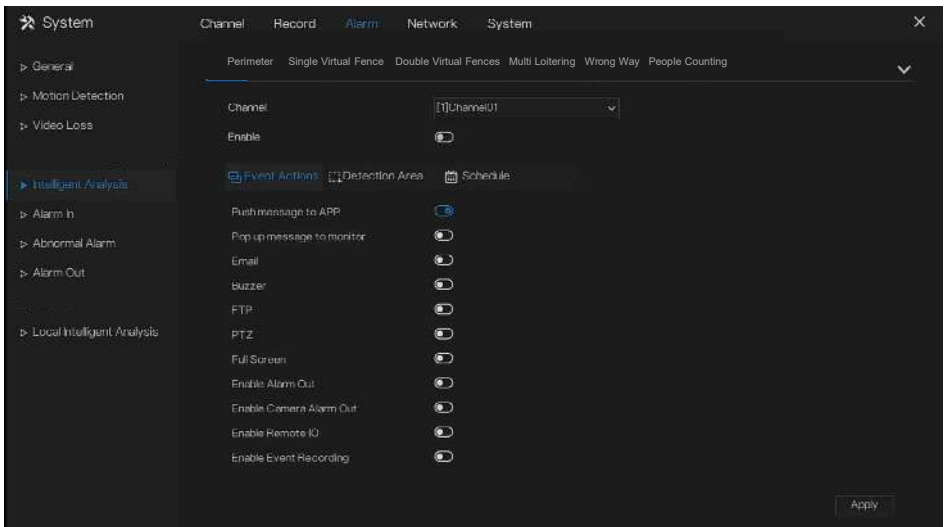 System
Channel Record Alarm Network System
General
Motion Detection
Video Loss
Intelligent Analysis
Alarm In
Abnormal Alarm
Alarm Out
Local Intelligent Analysis
Perimeter Single Virtual Fence Double Virtual Fences Multi Loitering Wrong Way People Counting
Channel [1]Channel01
Enable
Event Actions Detection Area Schedule
Push message to APP
Pop up message to monitor
Email
Buzzer
FTP
PTZ
Full Screen
Enable Alarm Out
Enable Camera Alarm Out
Enable Remote IO
Enable Event Recording
Apply